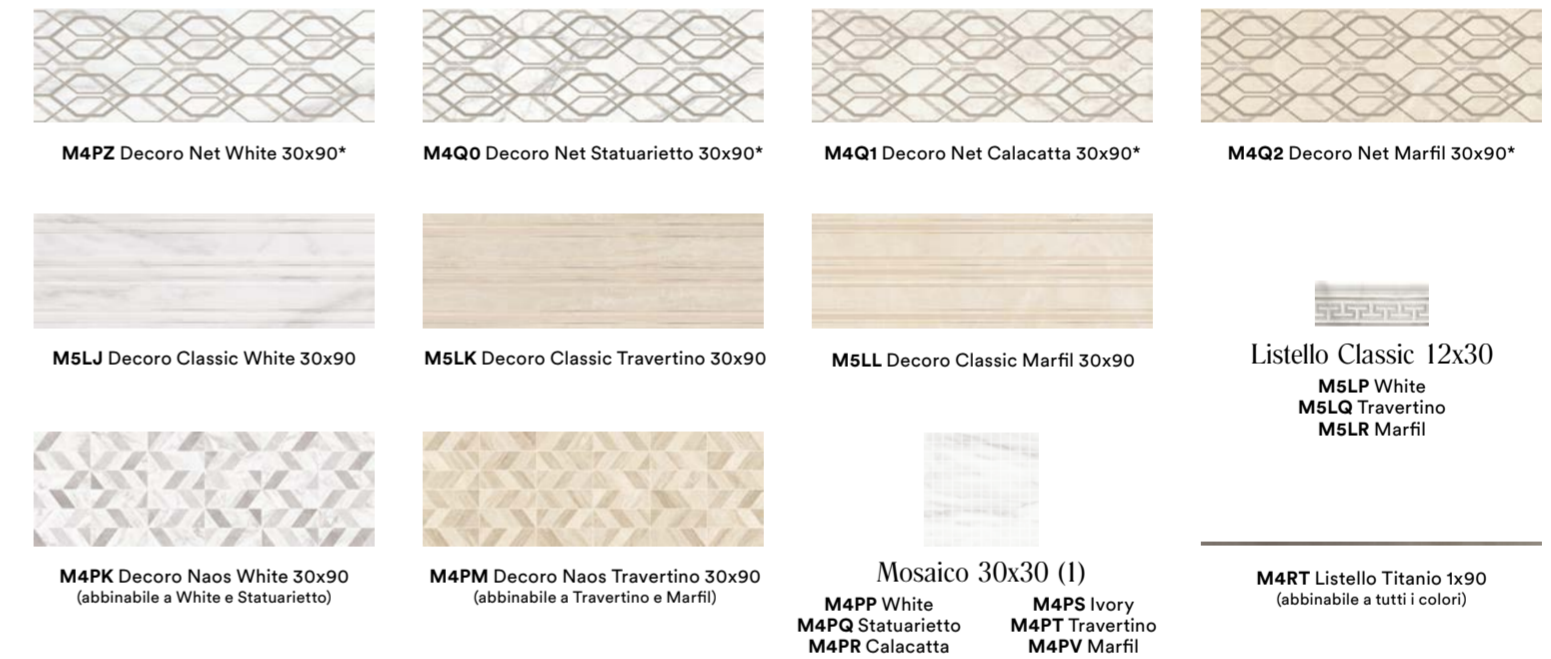 M4PZ Decoro Net White 30x90*
M4Q0 Decoro Net Statuarietto 30x90*
M4Q1 Decoro Net Calacatta 30x90*
M4Q2 Decoro Net Marfil 30x90*
M5LJ Decoro Classic White 30x90
M5LK Decoro Classic Travertino 30x90
M5LL Decoro Classic Marfil 30x90
Listello Classic 12x30
M5LP White
M5LQ Travertino
M5LR Marfil
M4PK Decoro Naos White 30x90
(abbinabile a White e Statuarietto)
M4PM Decoro Naos Travertino 30x90
(abbinabile a Travertino e Marfil)
Mosaico 30x30 (1)
M4PP White
M4PQ Statuarietto
M4PR Calacatta
M4PS Ivory
M4PT Travertino
M4PV Marfil
M4RT Listello Titanio 1x90
(abbinabile a tutti i colori)